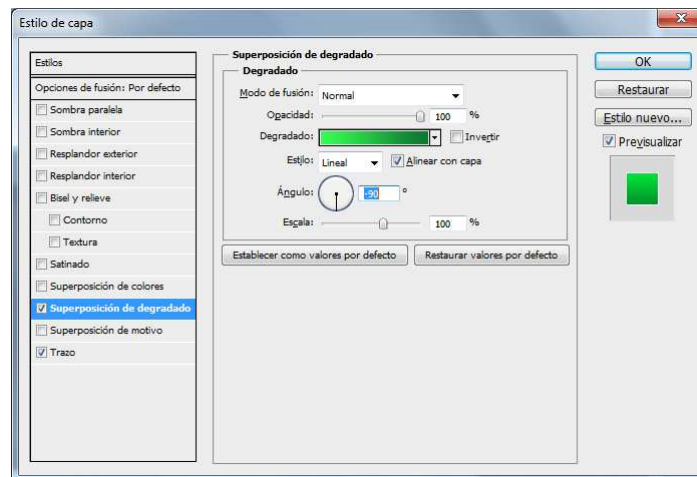 Estilo de capa
Estilos
Opciones de fusión: Por defecto
Sombra paralela
Sombra interior
Resplandor exterior
Resplandor interior
Bisel y relieve
Contorno
Textura
Satinado
Superposición de colores
Superposición de degradado
Superposición de motivo
Trazo
Superposición de degradado
Degradado
Modo de fusión: Normal
Opacidad: 100 %
Degradado: Invertir
Estilo: Lineal Alinear con capa
Ángulo: -90 °
Escala: 100 %
Establecer como valores por defecto Restaurar valores por defecto
OK
Restaurar
Estilo nuevo...
Previsualizar